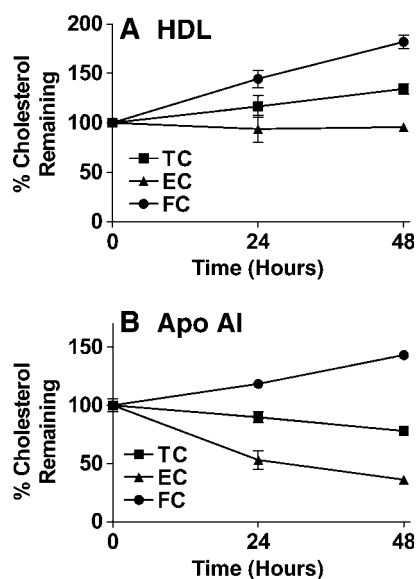 A HDL
200
150
100
50
0
% Cholesterol
Remaining
TC
EC
FC
0
24
48
Time (Hours)
B Apo AI
150
100
50
0
% Cholesterol
Remaining
TC
EC
FC
0
24
48
Time (Hours)